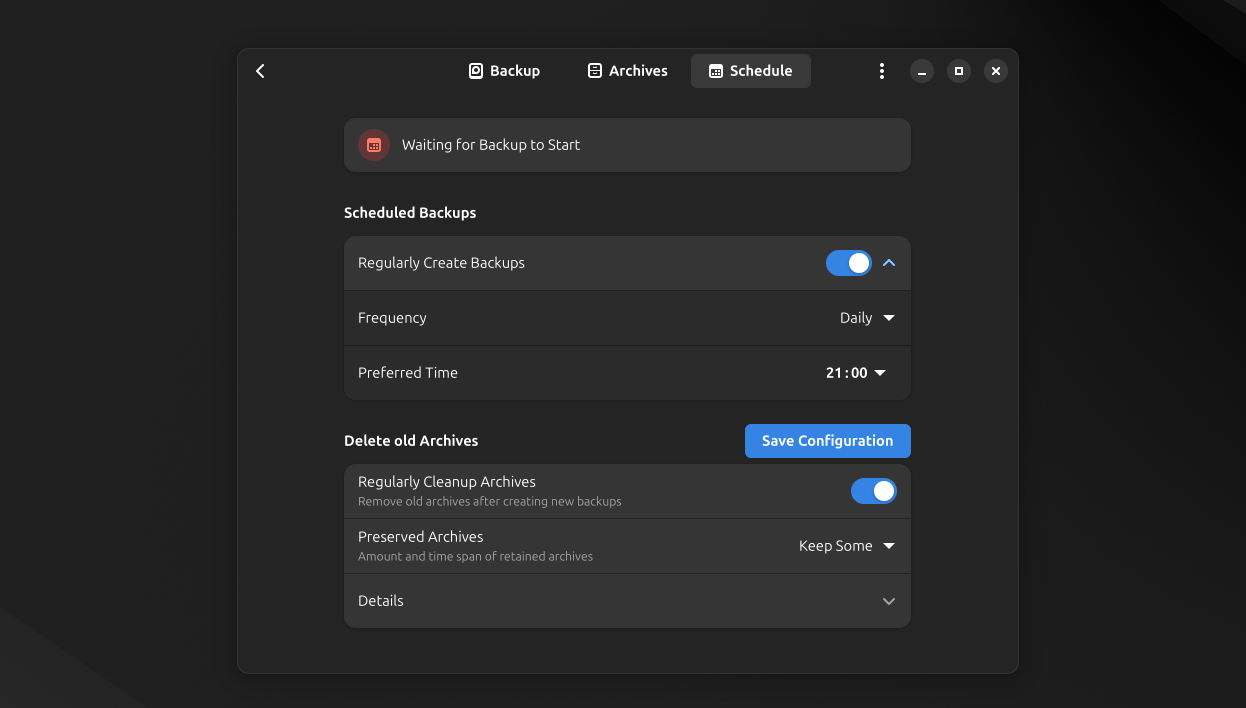 Backup
Archives
Schedule
Waiting for Backup to Start
Scheduled Backups
Regularly Create Backups
Frequency
Daily
Preferred Time
21:00
Delete old Archives
Save Configuration
Regularly Cleanup Archives
Remove old archives after creating new backups
Preserved Archives
Amount and time span of retained archives
Keep Some
Details